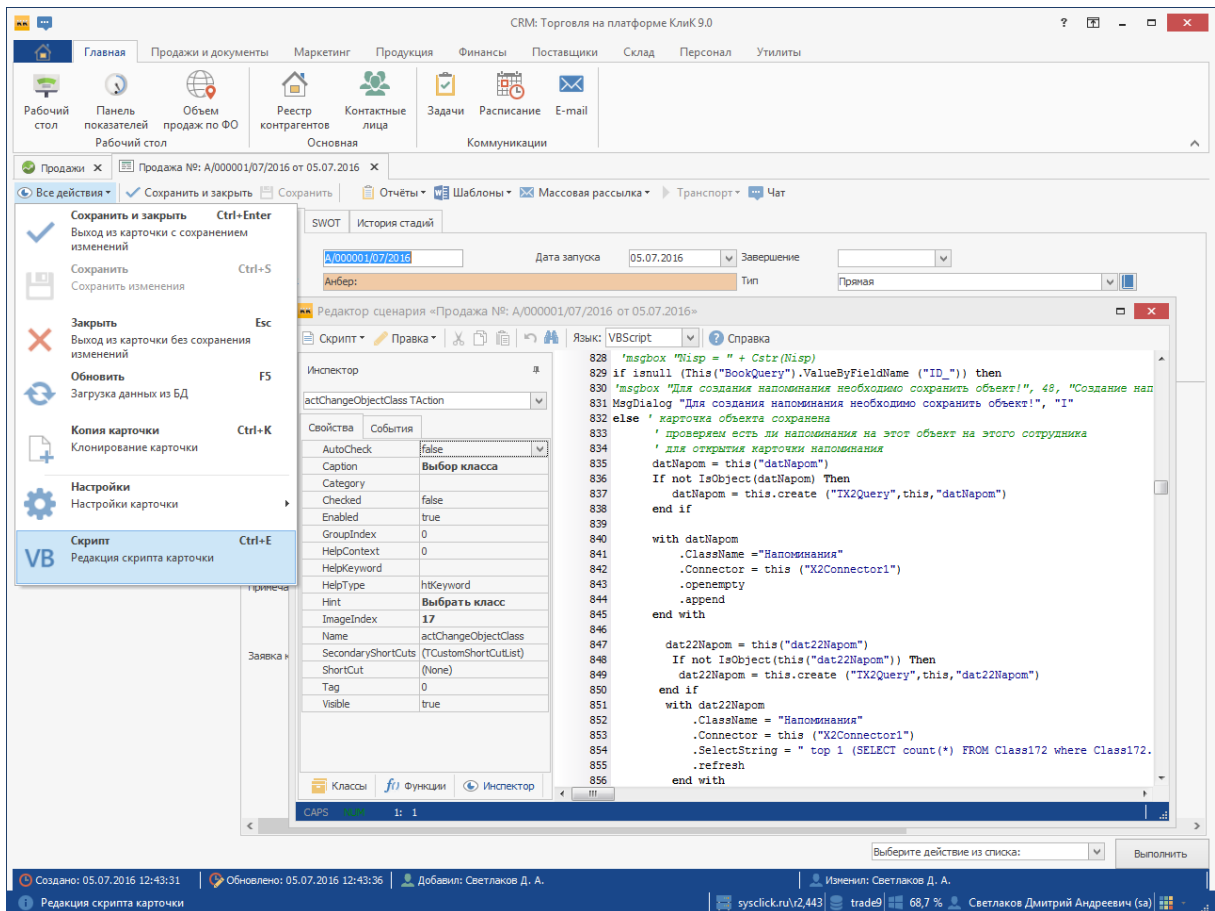 CRM: Торговля на платформе КлиК 9.0
Главная Продажи и документы Маркетинг Продукция Финансы Поставщики Склад Персонал Утилиты
Рабочий стол Панель показателей Объем продаж по ФО Реестр контрагентов Контактные лица Задачи Расписание E-mail
Рабочий стол Основная Коммуникации
Продажи Продажа №: А/000001/07/2016 от 05.07.2016
Все действия Сохранить и закрыть Сохранить Отчёты Шаблоны Массовая рассылка Транспорт Чат
Сохранить и закрыть Ctrl+Enter
Выход из карточки с сохранением
изменений
Сохранить Ctrl+S
Сохранить изменения
Закрыть Esc
Выход из карточки без сохранения
изменений
Обновить F5
Загрузка данных из БД
Копия карточки Ctrl+K
Клонирование карточки
Настройки
Настройки карточки
VB
Скрипт Ctrl+E
Редакция скрипта карточки
SWOT История стадий
А/000001/07/2016 Дата запуска 05.07.2016 Завершение
Анбер: Тип Прямая
Заявка к
Редактор сценария «Продажа №: А/000001/07/2016 от 05.07.2016»
Скрипт Правка Язык: VBScript Справка
Инспектор
actChangeObjectClass TAction
Свойства События
AutoCheck false
Caption Выбор класса
Category
Checked false
Enabled true
GroupIndex 0
HelpContext 0
HelpKeyword
HelpType htKeyword
Hint Выбрать класс
ImageIndex 17
Name actChangeObjectClass
SecondaryShortCuts (TCustomShortCutList)
ShortCut (None)
Tag 0
Visible true
Классы f() Функции Инспектор
828 'msgbox "Nisp = " + Cstr(Nisp)
829 if isnull (This("BookQuery").ValueByFieldName ("ID_")) then
830 'msgbox "Для создания напоминания необходимо сохранить объект!", 48, "Создание нап
831 MsgDialog "Для создания напоминания необходимо сохранить объект!", "I"
832 else ' карточка объекта сохранена
833 ' проверяем есть ли напоминания на этот объект на этого сотрудника
834 ' для открытия карточки напоминания
835 datNapom = this("datNapom")
836 If not IsObject(datNapom) Then
837 datNapom = this.create ("TX2Query",this,"datNapom")
838 end if
839
840 with datNapom
841 .ClassName ="Напоминания"
842 .Connector = this ("X2Connector1")
843 .openempty
844 .append
845 end with
846
847 dat22Napom = this("dat22Napom")
848 If not IsObject(this("dat22Napom")) Then
849 dat22Napom = this.create ("TX2Query",this,"dat22Napom")
850 end if
851 with dat22Napom
852 .ClassName = "Напоминания"
853 .Connector = this ("X2Connector1")
854 .SelectString = " top 1 (SELECT count(*) FROM Class172 where Class172.
855 .refresh
856 end with
CAPS NUM 1: 1
Выберите действие из списка: Выполнить
Создано: 05.07.2016 12:43:31 Обновлено: 05.07.2016 12:43:36 Добавил: Светлаков Д. А. Изменил: Светлаков Д. А.
Редакция скрипта карточки sysclick.ru\r2,443 trade9 68,7 % Светлаков Дмитрий Андреевич (sa)